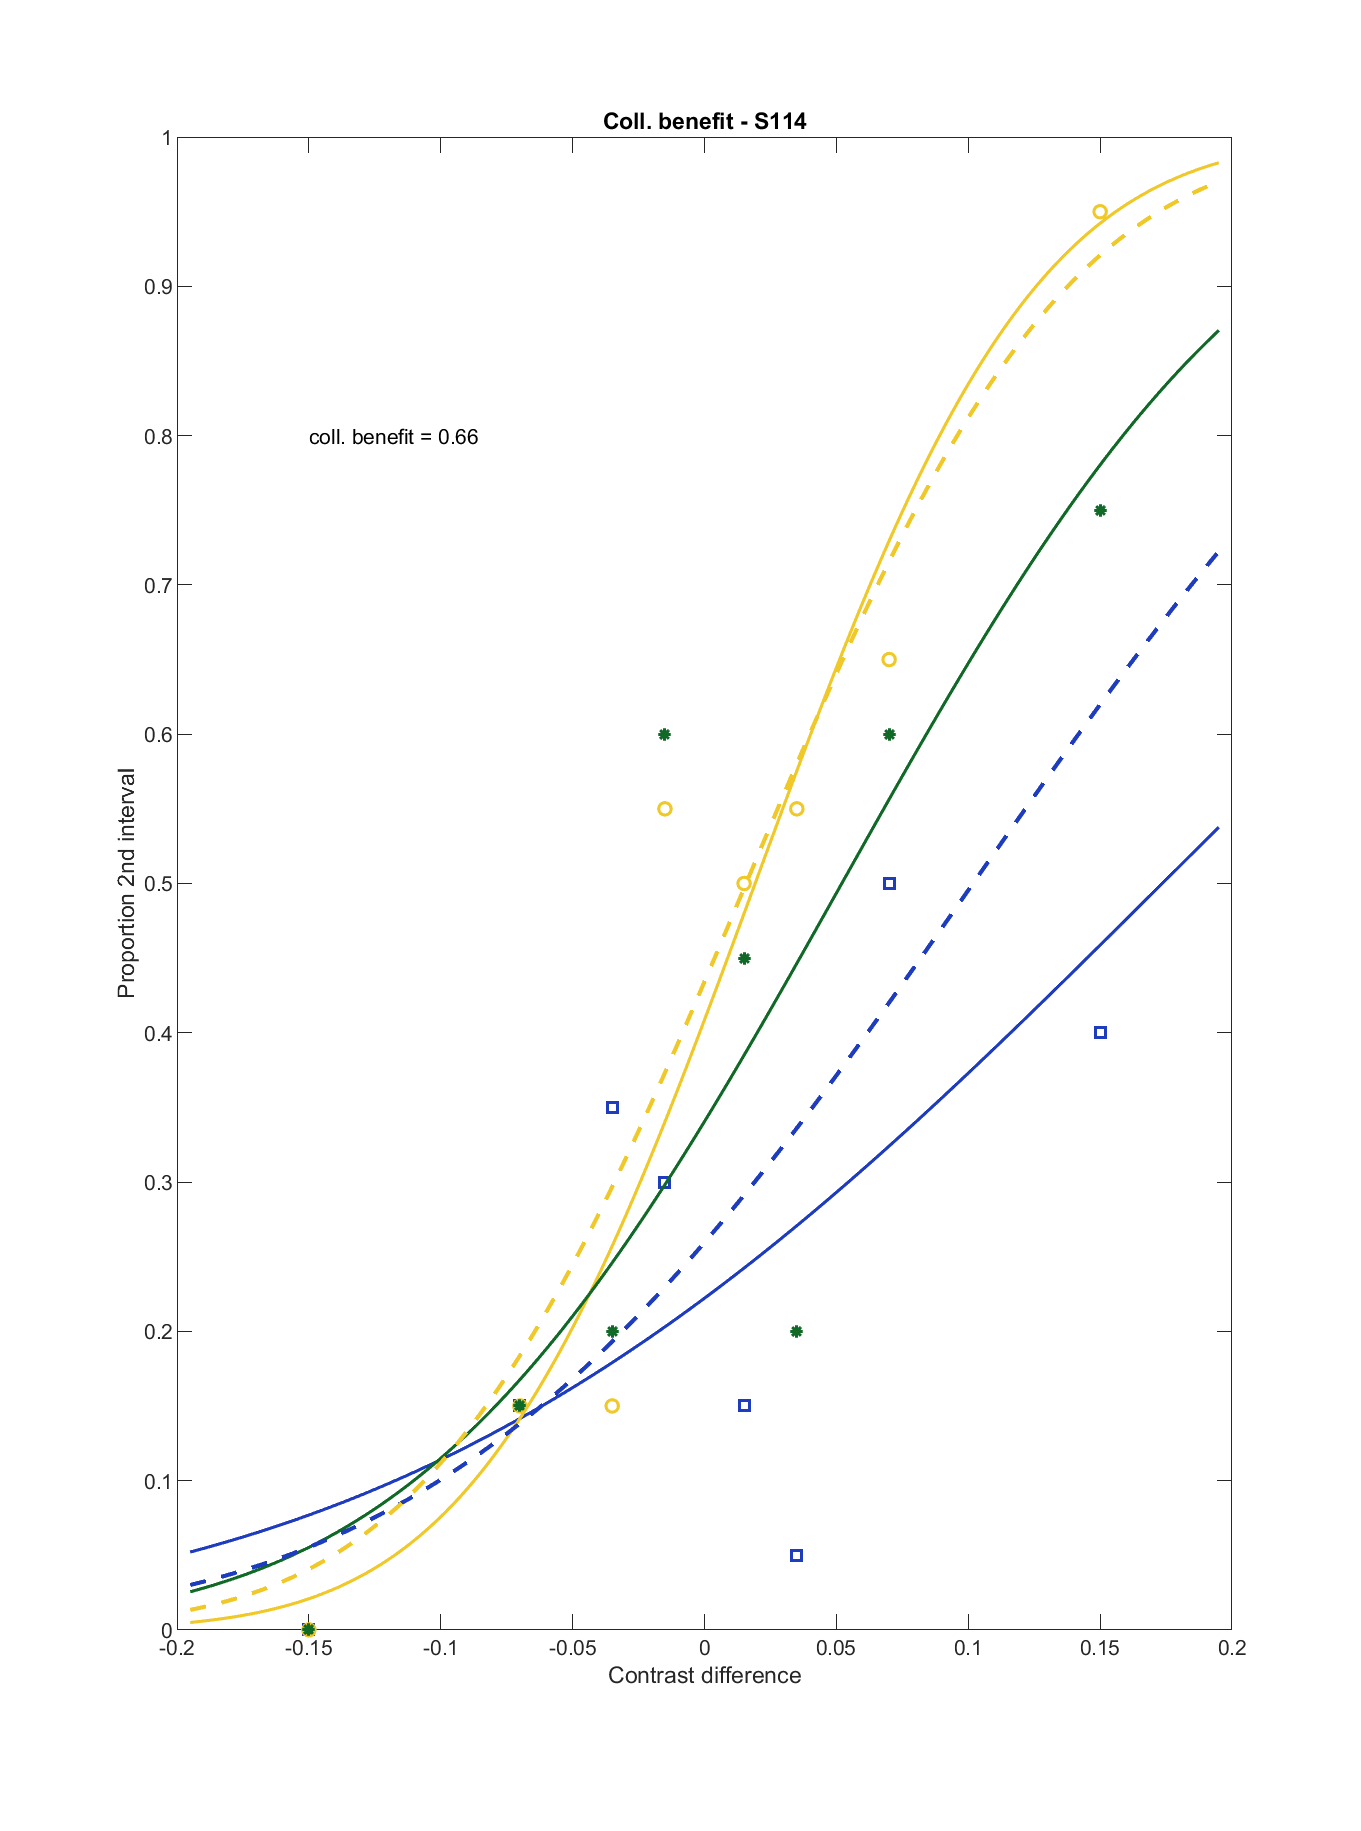 Coll. benefit - S114
1
0.9
0.8
0.7
0.6
0.5
0.4
0.3
0.2
0.1
0
coll. benefit = 0.66
Proportion 2nd interval
-0.2 -0.15 -0.1 -0.05 0 0.05 0.1 0.15 0.2
Contrast difference